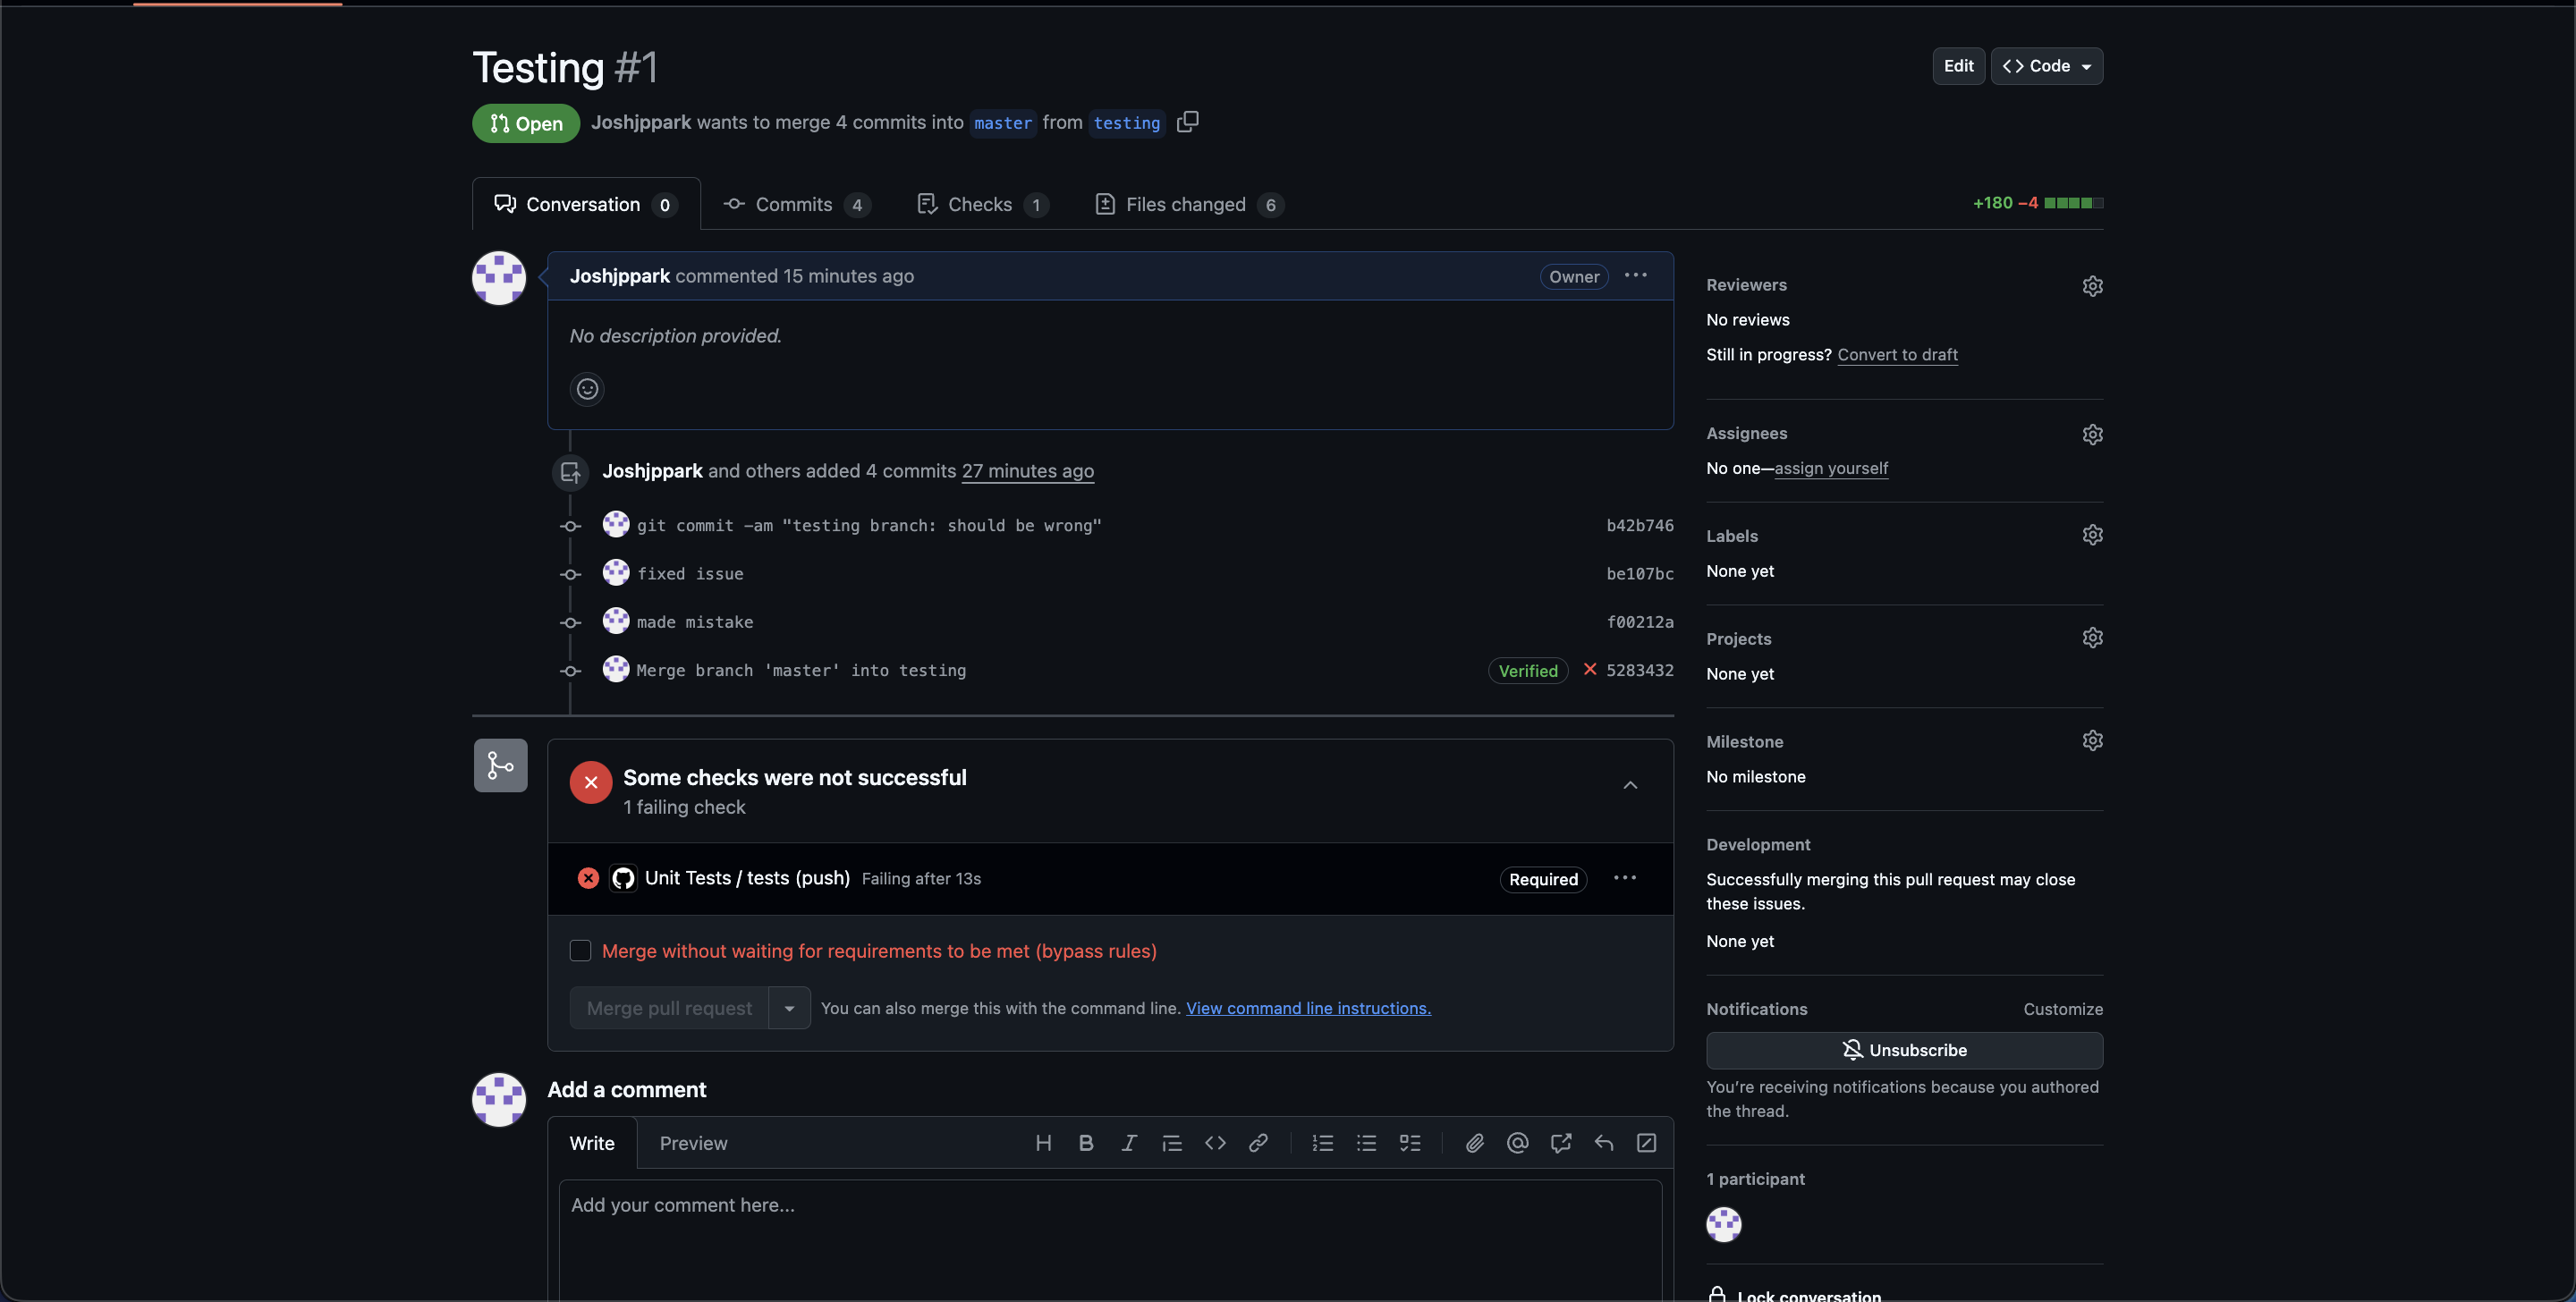 Testing #1
Edit
Code
Open
Joshjppark wants to merge 4 commits into master from testing
Conversation 0
Commits 4
Checks 1
Files changed 6
+180 −4
Joshjppark commented 15 minutes ago
Owner
No description provided.
Joshjppark and others added 4 commits 27 minutes ago
git commit -am "testing branch: should be wrong"
b42b746
fixed issue
be107bc
made mistake
f00212a
Merge branch 'master' into testing
Verified
5283432
Some checks were not successful
1 failing check
Unit Tests / tests (push) Failing after 13s
Required
Merge without waiting for requirements to be met (bypass rules)
Merge pull request
You can also merge this with the command line. View command line instructions.
Add a comment
Write
Preview
Add your comment here...
Reviewers
No reviews
Still in progress? Convert to draft
Assignees
No one—assign yourself
Labels
None yet
Projects
None yet
Milestone
No milestone
Development
Successfully merging this pull request may close
these issues.
None yet
Notifications
Customize
Unsubscribe
You're receiving notifications because you authored
the thread.
1 participant
Lock conversation